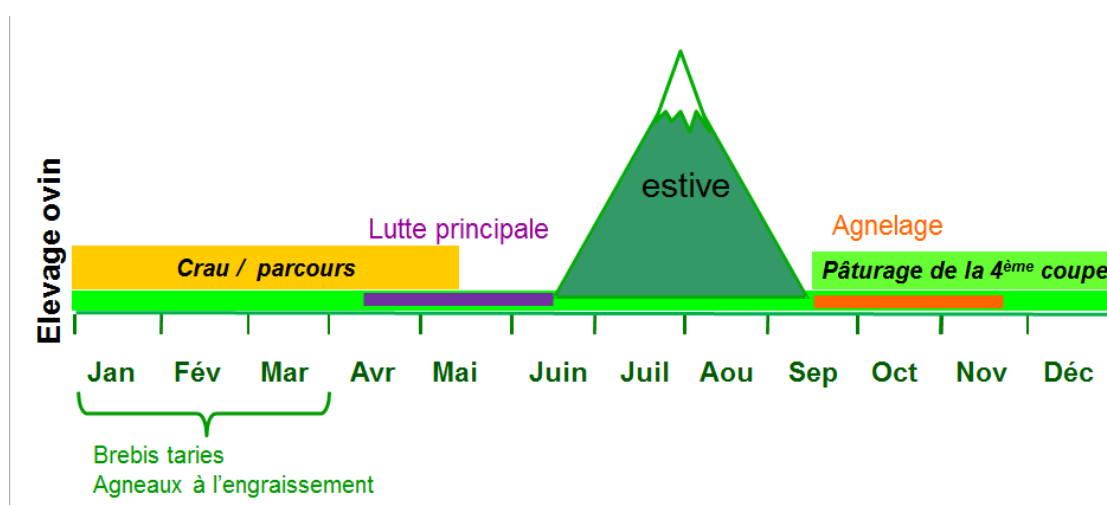 Elevage ovin
estive
Lutte principale
Agnelage
Crau / parcours
Pâturage de la 4ème coupe
Jan Fév Mar Avr Mai Juin Juil Aou Sep Oct Nov Déc
Brebis taries
Agneaux à l'engraissement